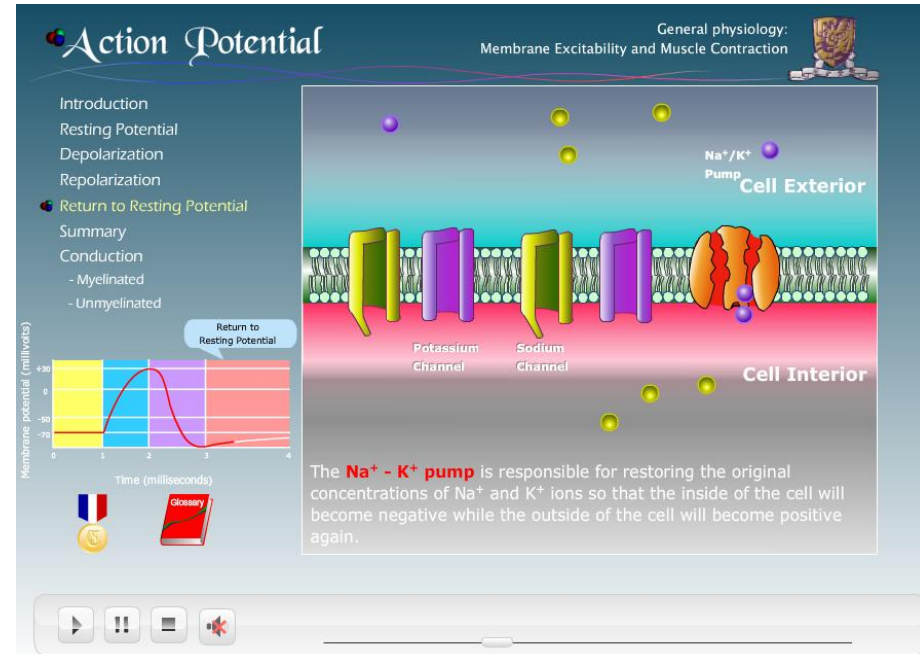 Action Potential
General physiology:
Membrane Excitability and Muscle Contraction
Introduction
Resting Potential
Depolarization
Repolarization
Return to Resting Potential
Summary
Conduction
- Myelinated
- Unmyelinated
Na⁺/K⁺
Pump
Cell Exterior
Potassium
Channel
Sodium
Channel
Cell Interior
Return to
Resting Potential
Membrane potential (millivolts)
+30
0
-50
-70
0 1 2 3 4
Time (milliseconds)
Glossary
The Na⁺ - K⁺ pump is responsible for restoring the original
concentrations of Na⁺ and K⁺ ions so that the inside of the cell will
become negative while the outside of the cell will become positive
again.